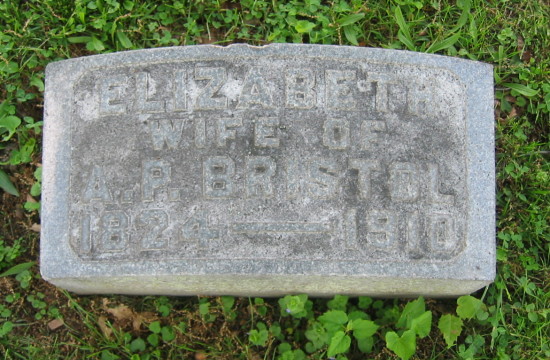 ELIZABETH
WIFE OF
A.P. BRISTOL
1824 — 1910